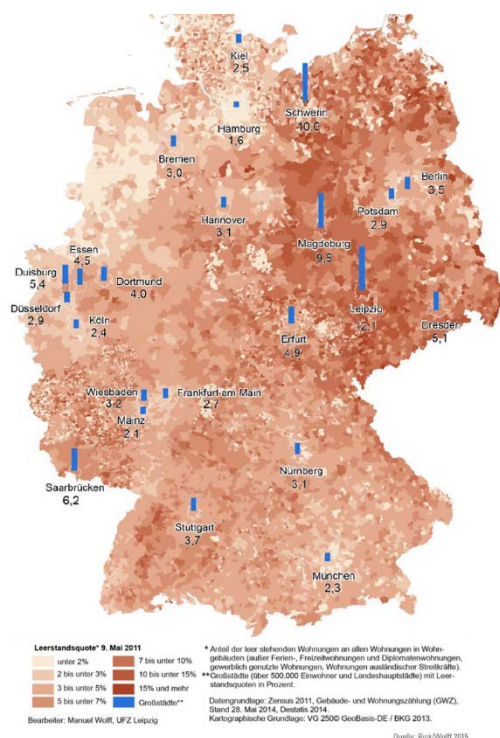 Kiel
2,5
Schwerin
10,0
Hamburg
1,6
Bremen
3,0
Berlin
3,5
Hannover
3,1
Potsdam
2,9
Magdeburg
9,5
Essen
4,5
Duisburg
5,4
Dortmund
4,0
Düsseldorf
2,9
Köln
2,4
Leipzig
12,1
Dresden
5,1
Erfurt
4,9
Wiesbaden
3,2
Frankfurt am Main
2,7
Mainz
2,1
Saarbrücken
6,2
Nürnberg
3,1
Stuttgart
3,7
München
2,3
Leerstandsquote* 9. Mai 2011
unter 2%
2 bis unter 3%
3 bis unter 5%
5 bis unter 7%
7 bis unter 10%
10 bis unter 15%
15% und mehr
Großstädte**
Bearbeiter: Manuel Wolff, UFZ Leipzig
* Anteil der leer stehenden Wohnungen an allen Wohnungen in Wohn-
gebäuden (außer Ferien-, Freizeitwohnungen und Diplomatenwohnungen,
gewerblich genutzte Wohnungen, Wohnungen ausländischer Streitkräfte).
**Großstädte (über 500.000 Einwohner und Landeshauptstädte) mit Leer-
standsquoten in Prozent.
Datengrundlage: Zensus 2011, Gebäude- und Wohnungszählung (GWZ),
Stand 28. Mai 2014, Destatis 2014.
Kartographische Grundlage: VG 2500 GeoBasis-DE / BKG 2013.
Quelle: Rink/Wolff 2015